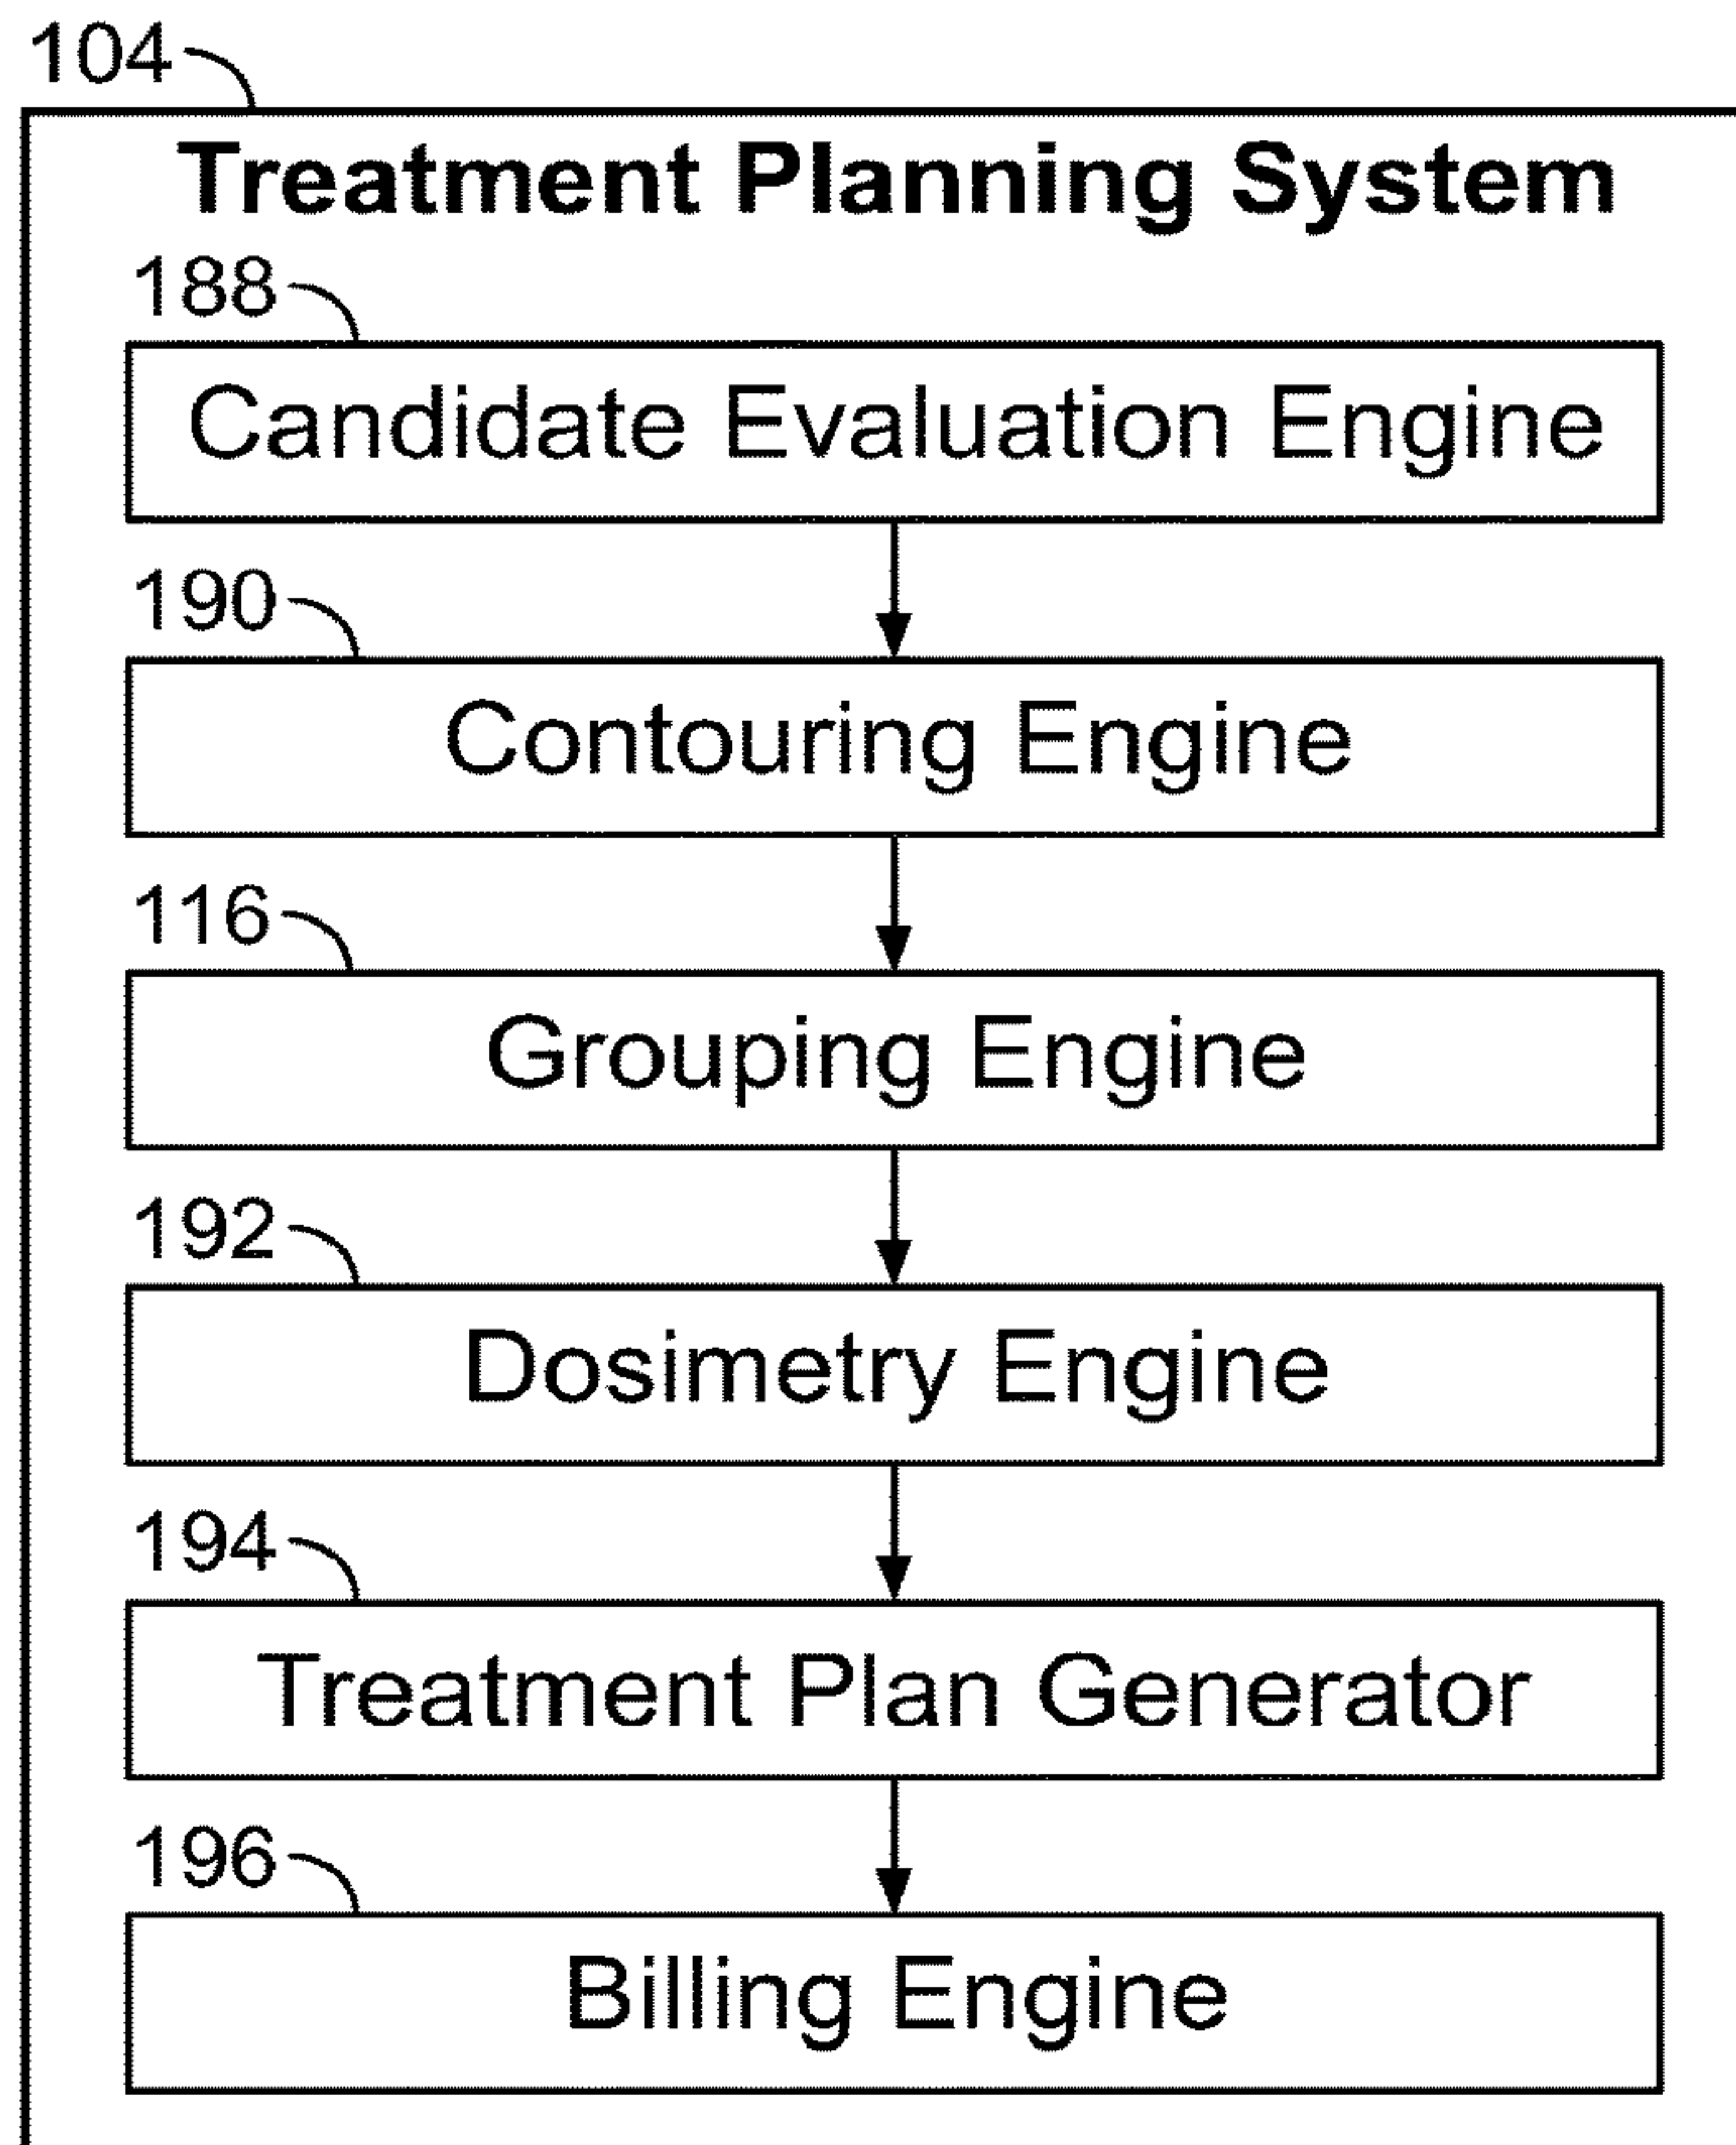 104
Treatment Planning System
188
Candidate Evaluation Engine
190
Contouring Engine
116
Grouping Engine
192
Dosimetry Engine
194
Treatment Plan Generator
196
Billing Engine